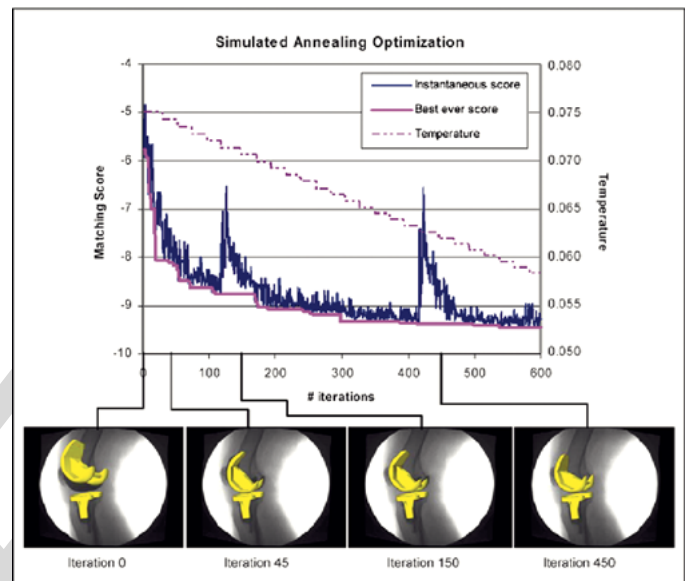 Simulated Annealing Optimization
-4
-5
-6
-7
-8
-9
-10
Matching Score
Instantaneous score
Best ever score
Temperature
0.080
0.075
0.070
0.065
0.060
0.055
0.050
Temperature
0
100
200
300
400
500
600
# iterations
Iteration 0
Iteration 45
Iteration 150
Iteration 450